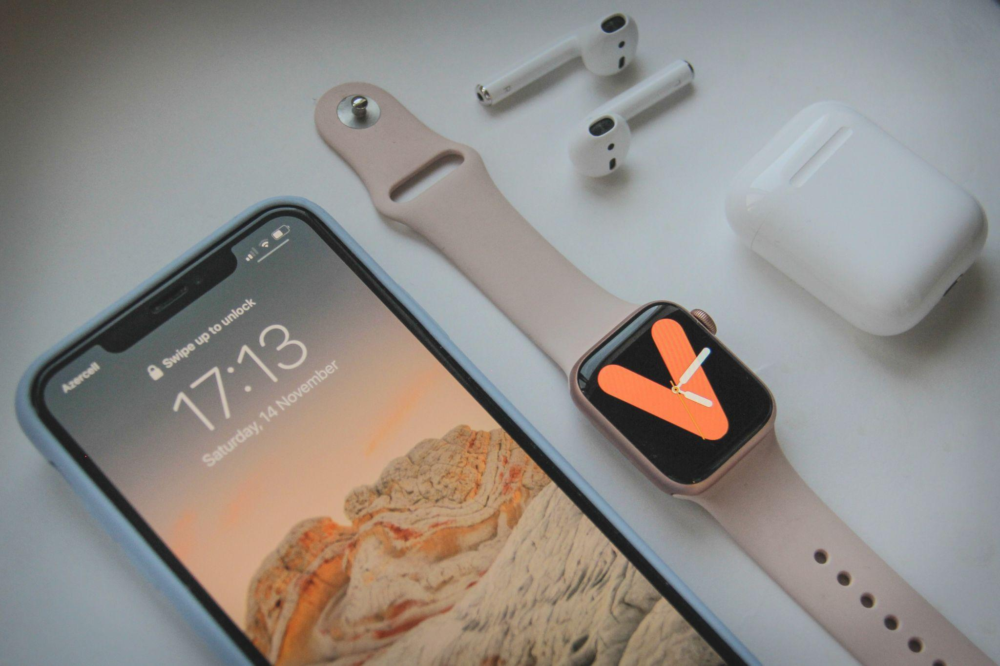 Azercell
Swipe up to unlock
17:13
Saturday, 14 November
R